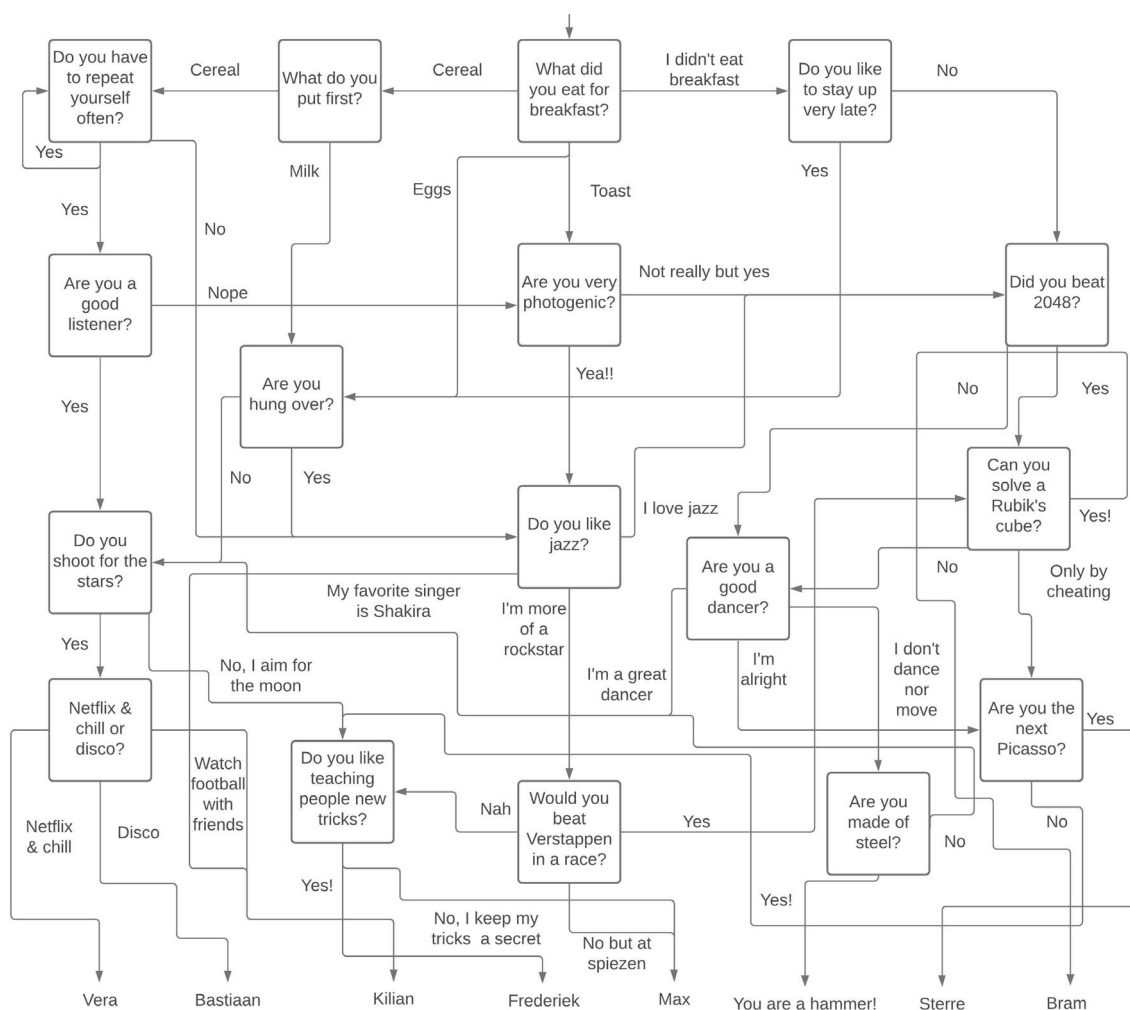 Do you have
to repeat
yourself
often?
Cereal
What do you
put first?
Cereal
What did
you eat for
breakfast?
I didn't eat
breakfast
Do you like
to stay up
very late?
No
Yes
Milk
Eggs
Toast
Yes
Yes
No
Are you a
good
listener?
Nope
Are you very
photogenic?
Not really but yes
Did you beat
2048?
Yes
Are you
hung over?
Yea!!
No
Yes
No
Yes
Can you
solve a
Rubik's
cube?
Yes!
Do you
shoot for the
stars?
Do you like
jazz?
I love jazz
Are you a
good
dancer?
No
Only by
cheating
My favorite singer
is Shakira
I'm more
of a
rockstar
Yes
No, I aim for
the moon
I'm a great
dancer
I'm
alright
I don't
dance
nor
move
Netflix &
chill or
disco?
Are you the
next
Picasso?
Yes
Watch
football
with
friends
Do you like
teaching
people new
tricks?
Nah
Would you
beat
Verstappen
in a race?
Yes
Are you
made of
steel?
No
No
Netflix
& chill
Disco
Yes!
No, I keep my
tricks a secret
No but at
spiezen
Yes!
Vera
Bastiaan
Kilian
Frederiek
Max
You are a hammer!
Sterre
Bram